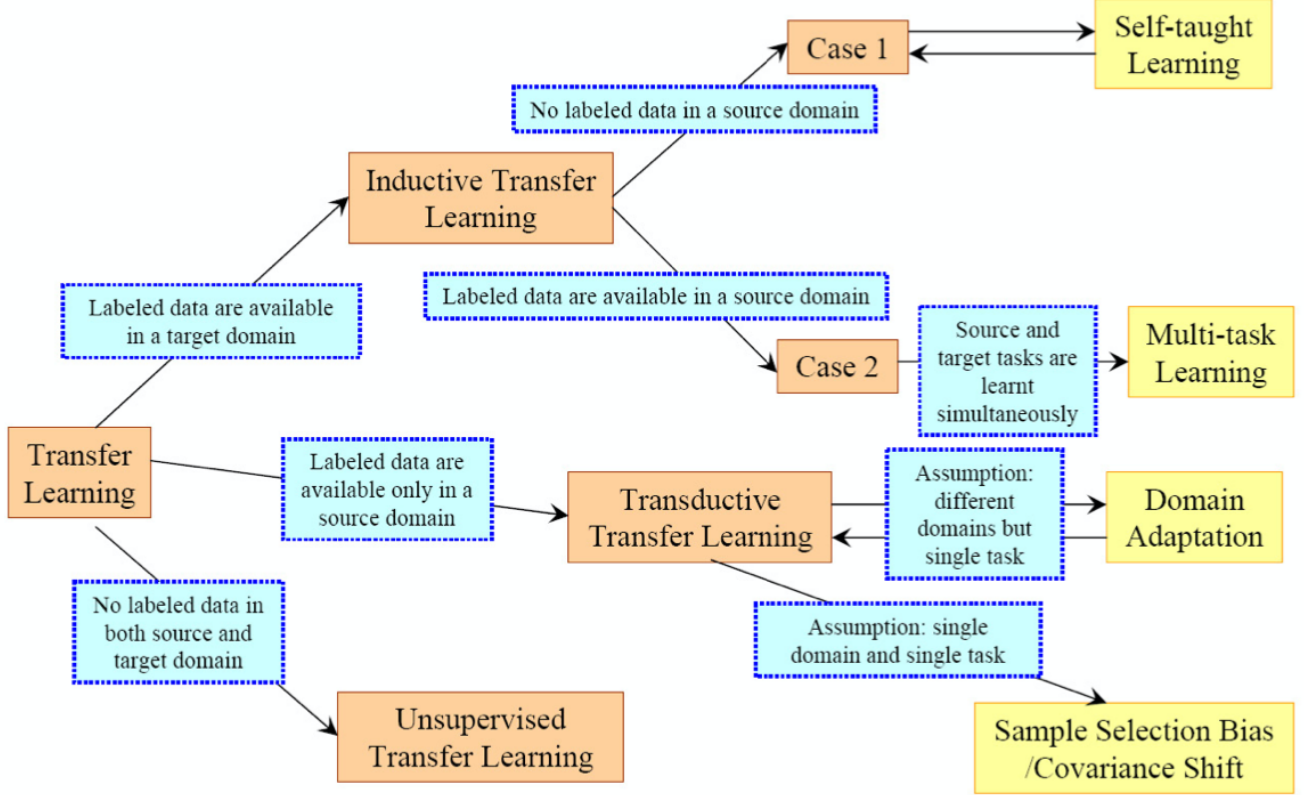 Self-taught
Learning
Case 1
No labeled data in a source domain
Inductive Transfer
Learning
Labeled data are available in a source domain
Labeled data are available
in a target domain
Case 2
Source and
target tasks are
learnt
simultaneously
Multi-task
Learning
Transfer
Learning
Labeled data are
available only in a
source domain
Transductive
Transfer Learning
Assumption:
different
domains but
single task
Domain
Adaptation
No labeled data in
both source and
target domain
Assumption: single
domain and single task
Unsupervised
Transfer Learning
Sample Selection Bias
/Covariance Shift